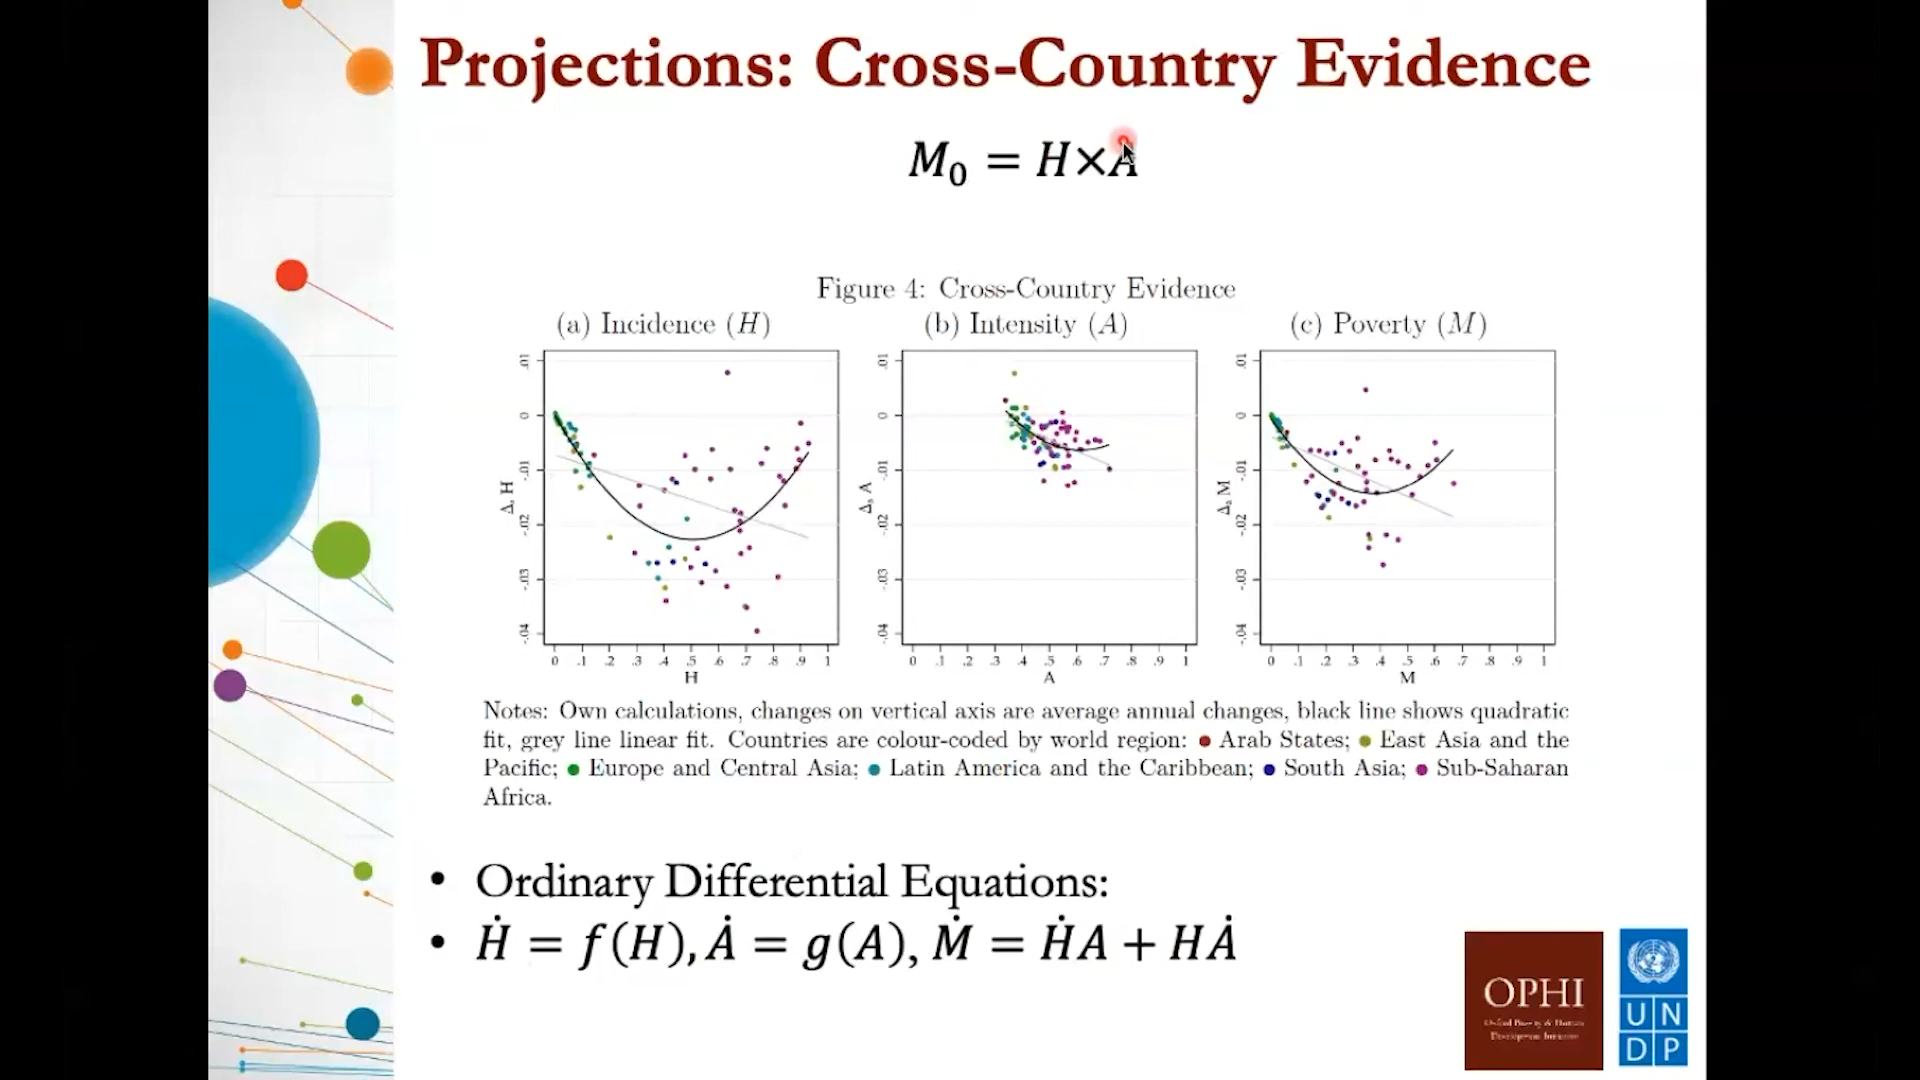 Projections: Cross-Country Evidence
M₀ = H×A
Figure 4: Cross-Country Evidence
(a) Incidence (H) (b) Intensity (A) (c) Poverty (M)
.01 0 -.01 -.02 -.03 -.04
Δ, H
0 .1 .2 .3 .4 .5 .6 .7 .8 .9 1
H
.01 0 -.01 -.02 -.03 -.04
Δ, A
0 .1 .2 .3 .4 .5 .6 .7 .8 .9 1
A
.01 0 -.01 -.02 -.03 -.04
Δ, M
0 .1 .2 .3 .4 .5 .6 .7 .8 .9 1
M
Notes: Own calculations, changes on vertical axis are average annual changes, black line shows quadratic
fit, grey line linear fit. Countries are colour-coded by world region: ● Arab States; ● East Asia and the
Pacific; ● Europe and Central Asia; ● Latin America and the Caribbean; ● South Asia; ● Sub-Saharan
Africa.
• Ordinary Differential Equations:
• Ḣ = f(H), Ȧ = g(A), Ṁ = ḢA + HȦ
OPHI
Oxford Poverty & Human
Development Initiative
U N
D P